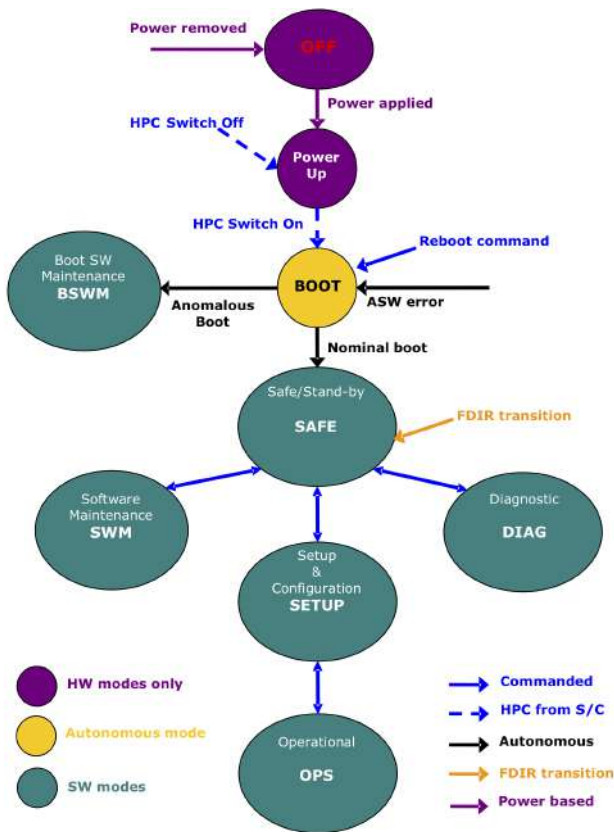 Power removed
OFF
Power applied
HPC Switch Off
Power
Up
HPC Switch On
Reboot command
Boot SW
Maintenance
BSWM
BOOT
Anomalous
Boot
ASW error
Nominal boot
Safe/Stand-by
SAFE
FDIR transition
Software
Maintenance
SWM
Diagnostic
DIAG
Setup
&
Configuration
SETUP
HW modes only
Autonomous mode
SW modes
Operational
OPS
Commanded
HPC from S/C
Autonomous
FDIR transition
Power based